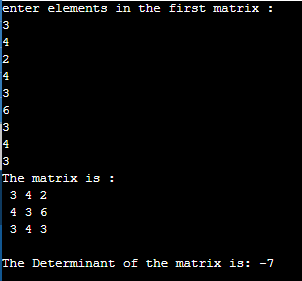 enter elements in the first matrix :
3
4
2
4
3
6
3
4
3
The matrix is :
3 4 2
4 3 6
3 4 3
The Determinant of the matrix is: -7